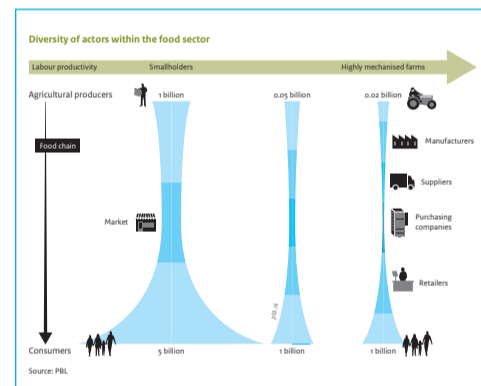 Diversity of actors within the food sector
Labour productivity Smallholders Highly mechanised farms
Agricultural producers 1 billion 0.05 billion 0.02 billion
Food chain
Manufacturers
Suppliers
Market
Purchasing
companies
Retailers
pbl.nl
Consumers 5 billion 1 billion 1 billion
Source: PBL